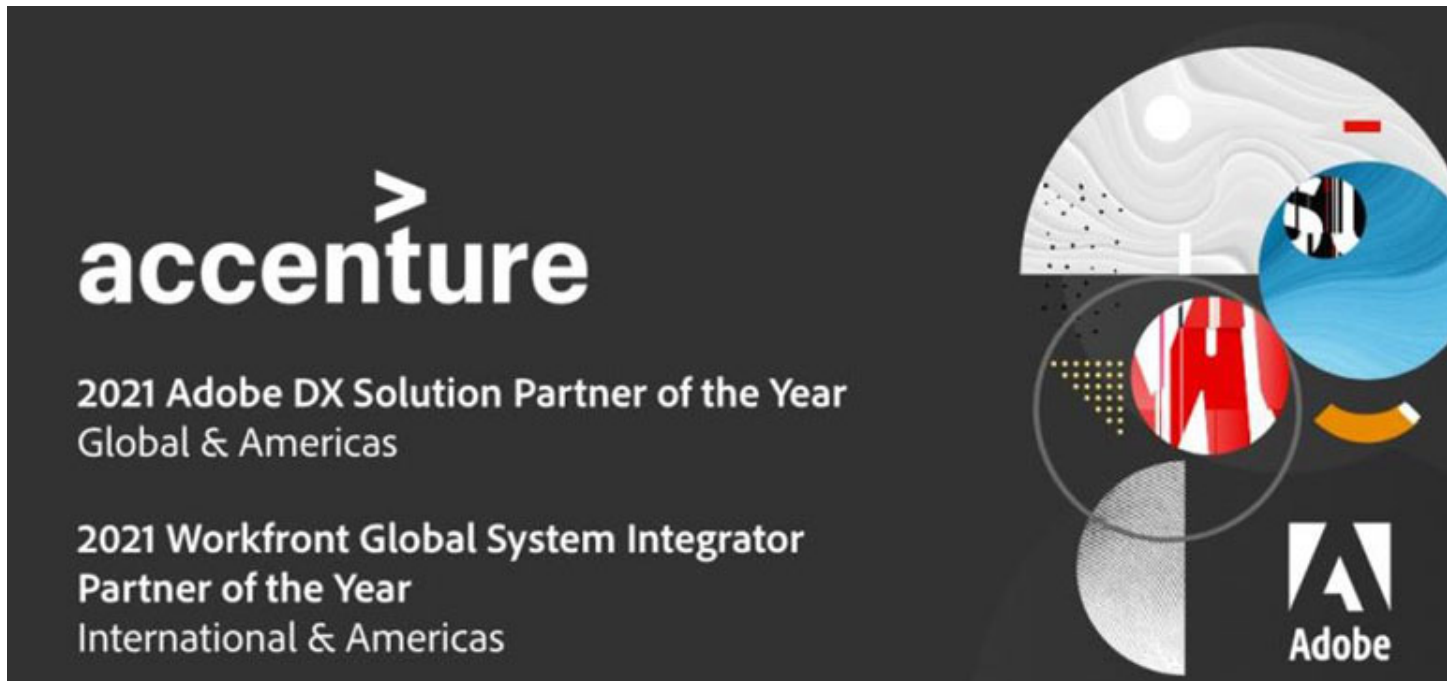 >
accenture
2021 Adobe DX Solution Partner of the Year
Global & Americas
2021 Workfront Global System Integrator
Partner of the Year
International & Americas
Adobe